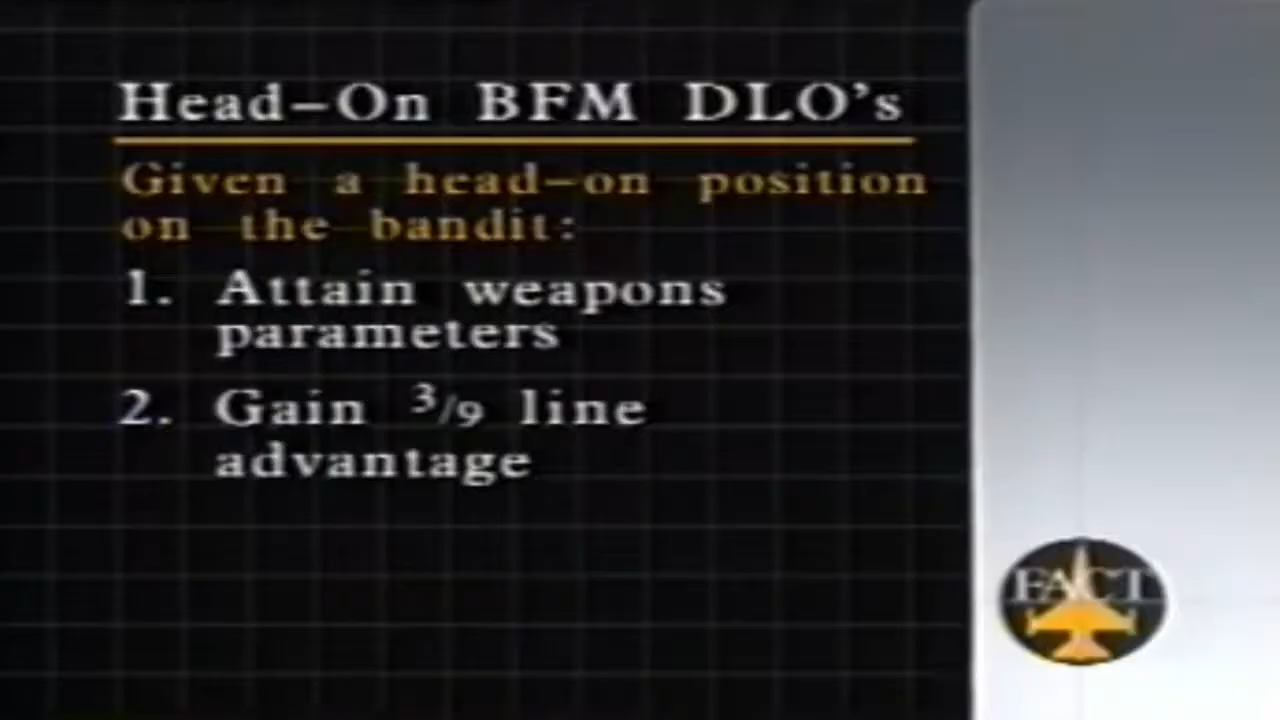 Head-On BFM DLO's
Given a head-on position
on the bandit:
1. Attain weapons
parameters
2. Gain 3/9 line
advantage
FACT